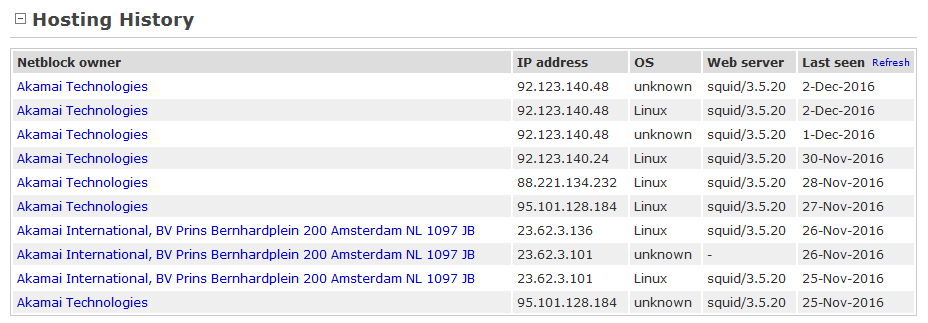 Hosting History
Netblock owner IP address OS Web server Last seen Refresh
Akamai Technologies 92.123.140.48 unknown squid/3.5.20 2-Dec-2016
Akamai Technologies 92.123.140.48 Linux squid/3.5.20 2-Dec-2016
Akamai Technologies 92.123.140.48 unknown squid/3.5.20 1-Dec-2016
Akamai Technologies 92.123.140.24 Linux squid/3.5.20 30-Nov-2016
Akamai Technologies 88.221.134.232 Linux squid/3.5.20 28-Nov-2016
Akamai Technologies 95.101.128.184 Linux squid/3.5.20 27-Nov-2016
Akamai International, BV Prins Bernhardplein 200 Amsterdam NL 1097 JB 23.62.3.136 Linux squid/3.5.20 26-Nov-2016
Akamai International, BV Prins Bernhardplein 200 Amsterdam NL 1097 JB 23.62.3.101 unknown - 26-Nov-2016
Akamai International, BV Prins Bernhardplein 200 Amsterdam NL 1097 JB 23.62.3.101 Linux squid/3.5.20 25-Nov-2016
Akamai Technologies 95.101.128.184 unknown squid/3.5.20 25-Nov-2016